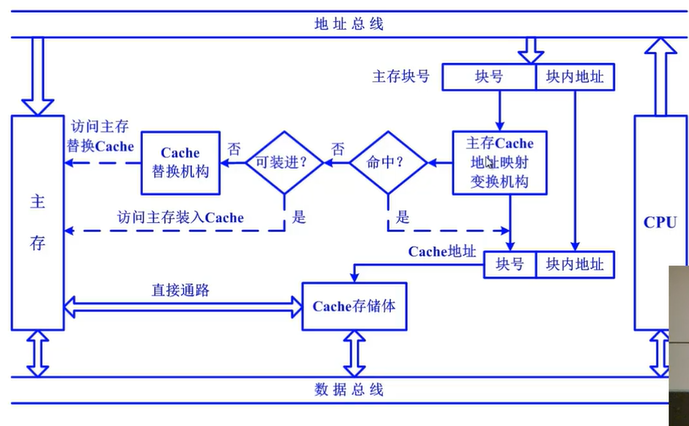 地址总线
主存块号
块号 块内地址
访问主存
替换Cache
Cache
替换机构
否
可装进？
否
命中？
主存Cache
地址映射
变换机构
主
存
访问主存装入Cache
是
是
CPU
Cache地址
块号 块内地址
直接通路
Cache存储体
数据总线